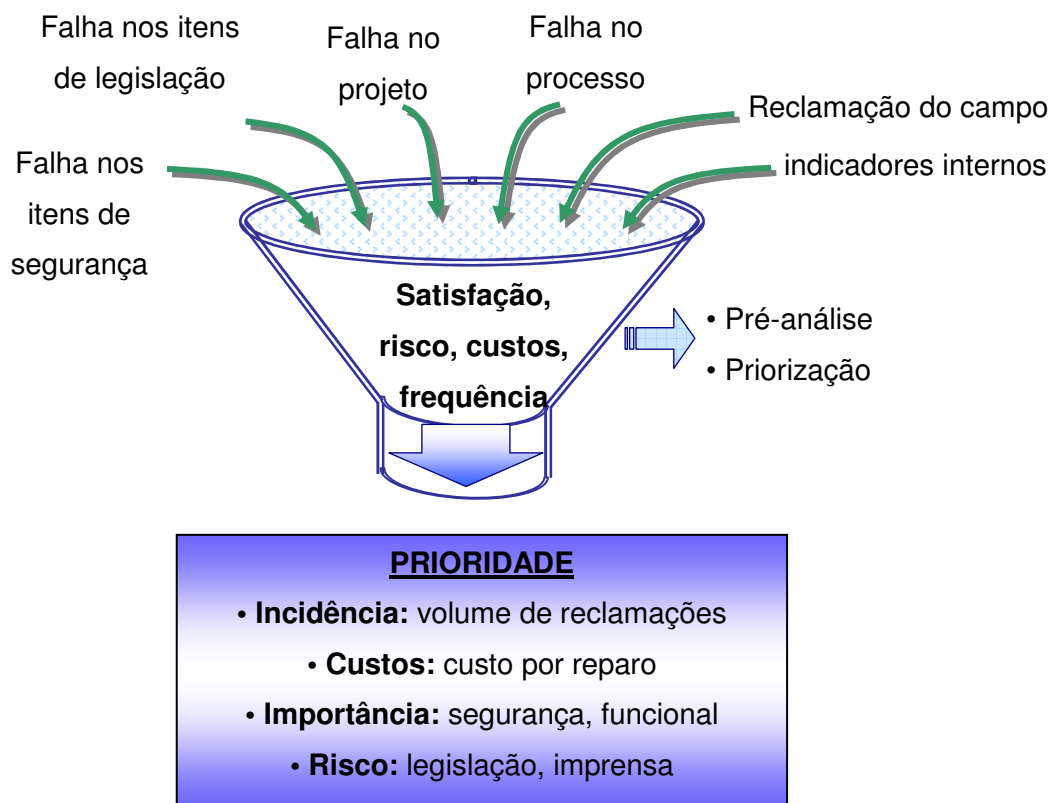 Falha nos itens
de legislação
Falha no
projeto
Falha no
processo
Reclamação do campo
indicadores internos
Falha nos
itens de
segurança
Satisfação,
risco, custos,
frequência
• Pré-análise
• Priorização
PRIORIDADE
• Incidência: volume de reclamações
• Custos: custo por reparo
• Importância: segurança, funcional
• Risco: legislação, imprensa